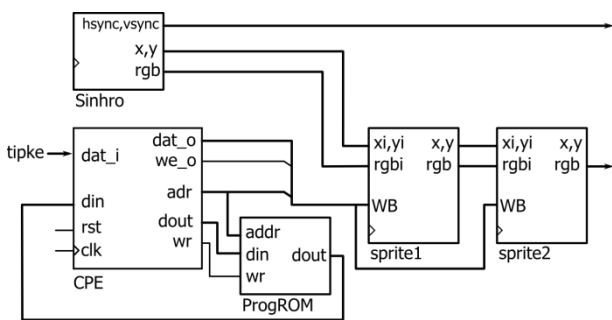 hsync,vsync
x,y
rgb
Sinhro
tipke
dat_i
din
rst
clk
dat_o
we_o
adr
dout
wr
CPE
addr
din
wr
dout
ProgROM
xi,yi
rgbi
WB
x,y
rgb
sprite1
xi,yi
rgbi
WB
x,y
rgb
sprite2